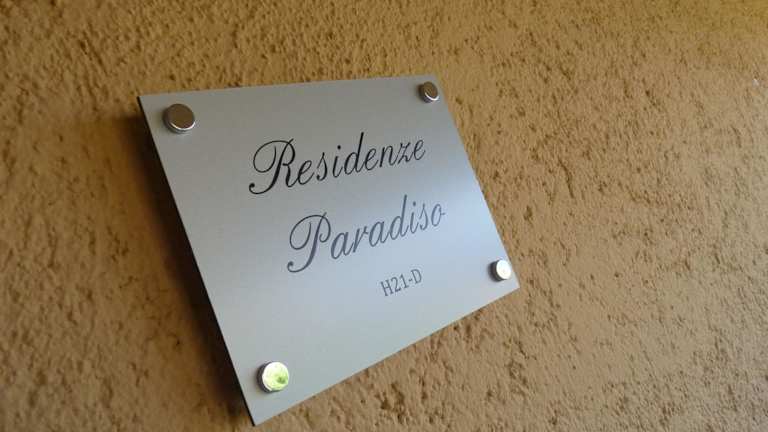 Residenze
Paradiso
H21-D